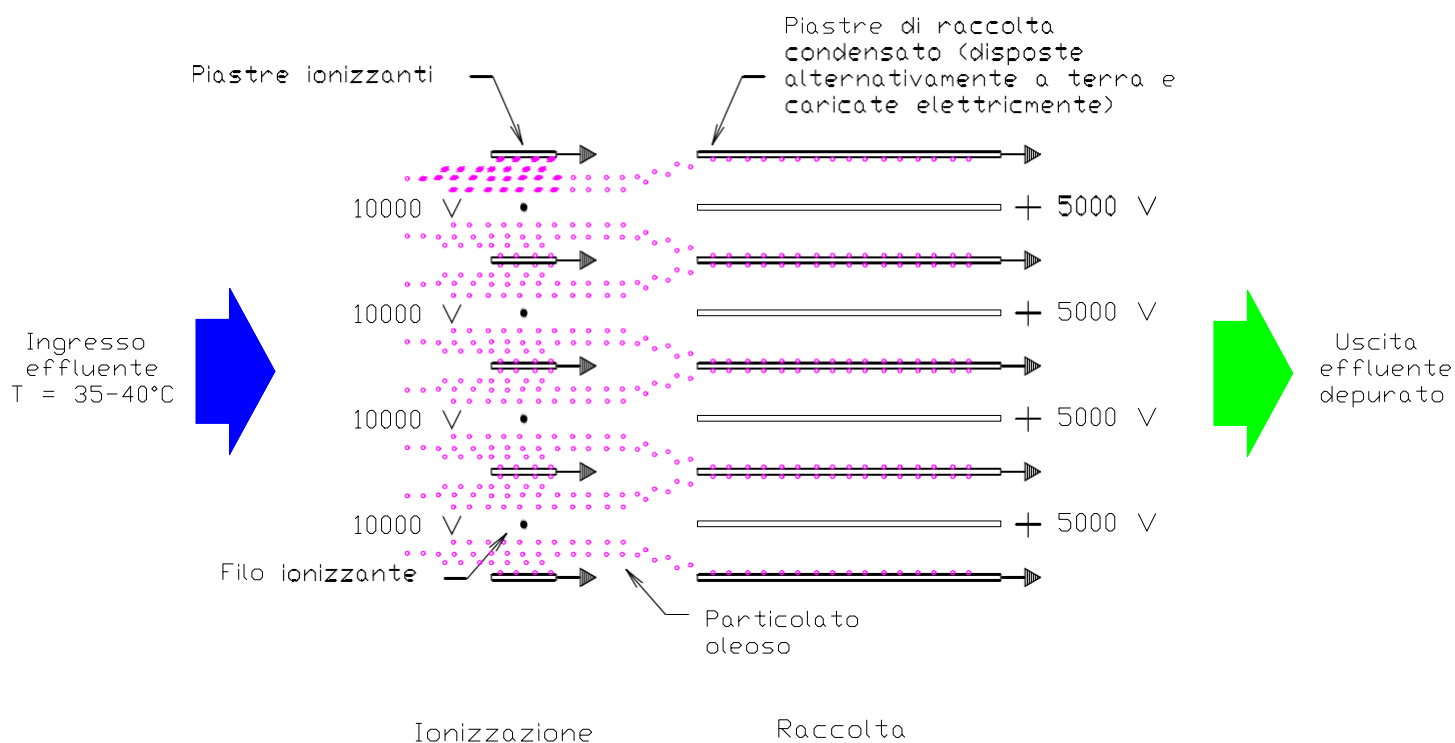 Piastre di raccolta
condensato (disposte
alternativamente a terra e
caricate elettricmente)
Piastre ionizzanti
10000 V
+ 5000 V
10000 V
+ 5000 V
Ingresso
effluente
T = 35-40°C
Uscita
effluente
depurato
10000 V
+ 5000 V
10000 V
+ 5000 V
Filo ionizzante
Particolato
oleoso
Ionizzazione
Raccolta